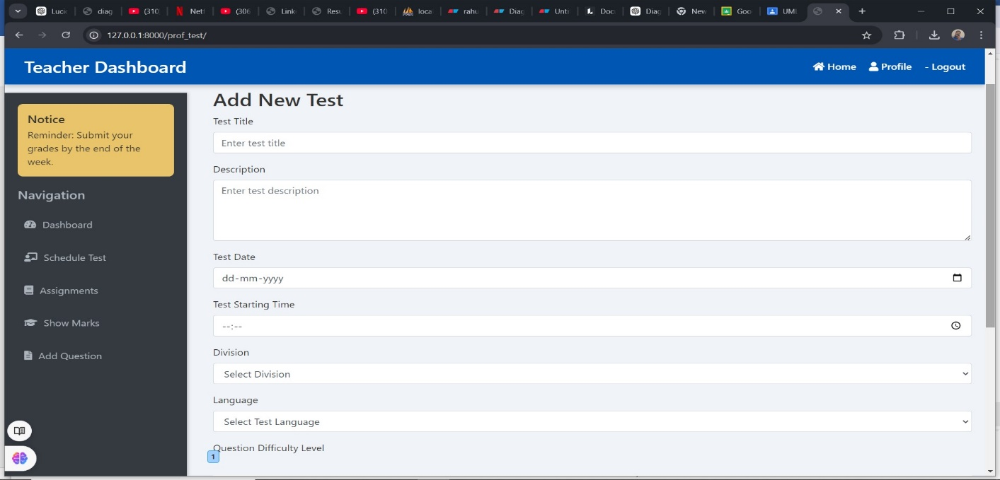 Lucid
diag
(310
Netf
(306
Link
Resu
(310
loca
rahu
Diag
Unti
Doc
Diag
New
Goo
UMl
127.0.0.1:8000/prof_test/
Teacher Dashboard
Home
Profile
- Logout
Notice
Reminder: Submit your
grades by the end of the
week.
Navigation
Dashboard
Schedule Test
Assignments
Show Marks
Add Question
Add New Test
Test Title
Enter test title
Description
Enter test description
Test Date
dd-mm-yyyy
Test Starting Time
--:--
Division
Select Division
Language
Select Test Language
Question Difficulty Level
1